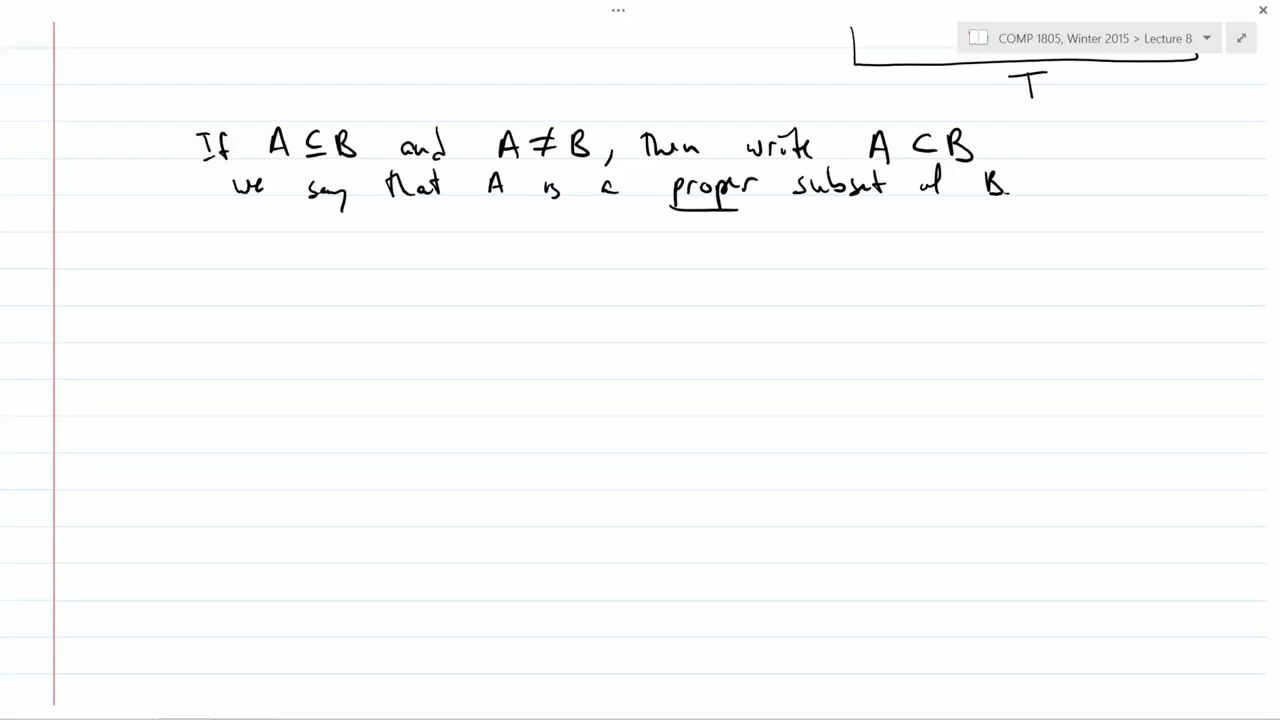 COMP 1805, Winter 2015 > Lecture 8
T
If A ⊆ B and A ≠ B, then write A ⊂ B
we say that A is a proper subset of B.